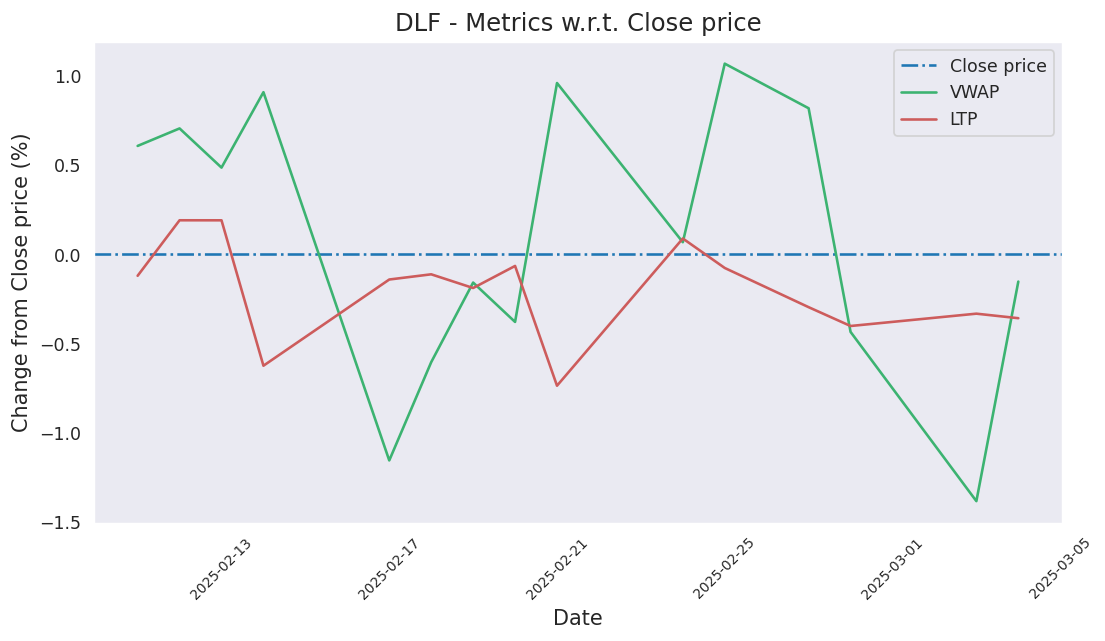 DLF - Metrics w.r.t. Close price
Close price
VWAP
LTP
Change from Close price (%)
1.0
0.5
0.0
−0.5
−1.0
−1.5
2025-02-13
2025-02-17
2025-02-21
2025-02-25
2025-03-01
2025-03-05
Date